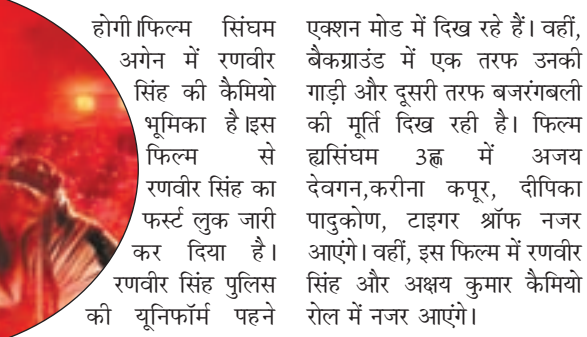 होगी।फिल्म सिंघम
अगेन में रणवीर
सिंह की कैमियो
भूमिका है।इस
फिल्म से
रणवीर सिंह का
फर्स्ट लुक जारी
कर दिया है।
रणवीर सिंह पुलिस
की यूनिफॉर्म पहने
एक्शन मोड में दिख रहे हैं। वहीं,
बैकग्राउंड में एक तरफ उनकी
गाड़ी और दूसरी तरफ बजरंगबली
की मूर्ति दिख रही है। फिल्म
ह्यसिंघम 3ह्ण में अजय
देवगन,करीना कपूर, दीपिका
पादुकोण, टाइगर श्रॉफ नजर
आएंगे। वहीं, इस फिल्म में रणवीर
सिंह और अक्षय कुमार कैमियो
रोल में नजर आएंगे।